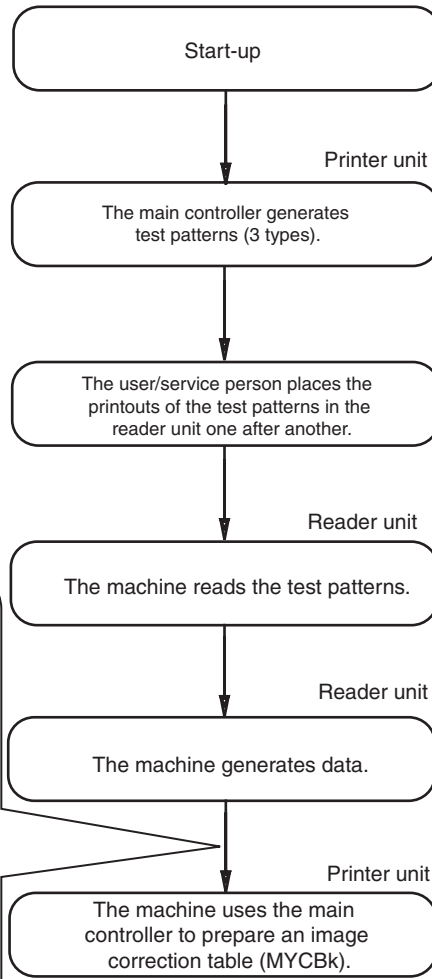 Start-up
Printer unit
The main controller generates
test patterns (3 types).
The user/service person places the
printouts of the test patterns in the
reader unit one after another.
Reader unit
The machine reads the test patterns.
Reader unit
The machine generates data.
Printer unit
The machine uses the main
controller to prepare an image
correction table (MYCBk).